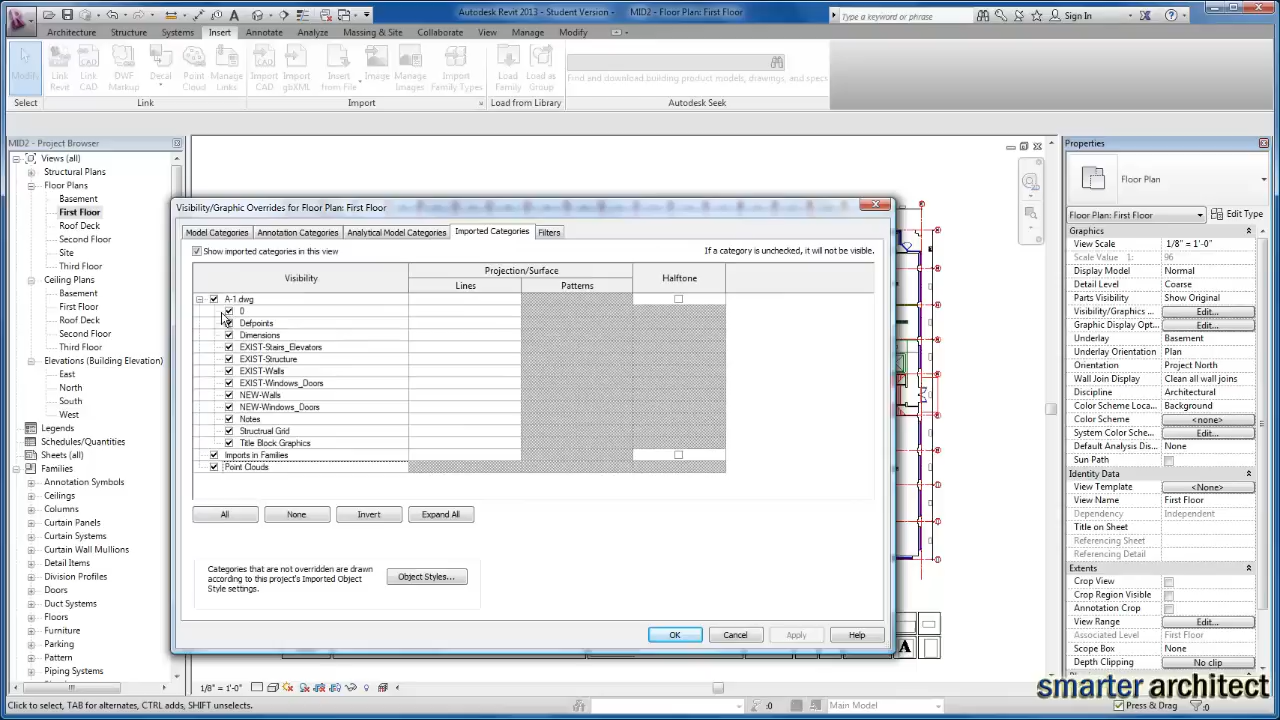 Autodesk Revit 2013 - Student Version - MID2 - Floor Plan: First Floor
Type a keyword or phrase
Sign In
Architecture Structure Systems Insert Annotate Analyze Massing & Site Collaborate View Manage Modify
Modify
Link Revit
Link CAD
DWF Markup
Decal
Point Cloud
Manage Links
Import CAD
Import gbXML
Insert from File
Image
Manage Images
Import Family Types
Load Family
Load as Group
Find and download building product models, drawings, and specs
Select Link Import Load from Library Autodesk Seek
MID2 - Project Browser
Views (all)
Structural Plans
Floor Plans
Basement
First Floor
Roof Deck
Second Floor
Site
Third Floor
Ceiling Plans
Basement
First Floor
Roof Deck
Second Floor
Third Floor
Elevations (Building Elevation)
East
North
South
West
Legends
Schedules/Quantities
Sheets (all)
Families
Annotation Symbols
Ceilings
Columns
Curtain Panels
Curtain Systems
Curtain Wall Mullions
Detail Items
Division Profiles
Doors
Duct Systems
Floors
Furniture
Parking
Pattern
Piping Systems
Visibility/Graphic Overrides for Floor Plan: First Floor
Model Categories Annotation Categories Analytical Model Categories Imported Categories Filters
Show imported categories in this view
If a category is unchecked, it will not be visible.
Visibility Projection/Surface Halftone
Lines Patterns
A-1.dwg
0
Defpoints
Dimensions
EXIST-Stairs_Elevators
EXIST-Structure
EXIST-Walls
EXIST-Windows_Doors
NEW-Walls
NEW-Windows_Doors
Notes
Structrual Grid
Title Block Graphics
Imports in Families
Point Clouds
All None Invert Expand All
Categories that are not overridden are drawn
according to this project's Imported Object
Style settings.
Object Styles...
OK Cancel Apply Help
A
Properties
Floor Plan
Floor Plan: First Floor Edit Type
Graphics
View Scale 1/8" = 1'-0"
Scale Value 1: 96
Display Model Normal
Detail Level Coarse
Parts Visibility Show Original
Visibility/Graphics ... Edit...
Graphic Display Opt... Edit...
Underlay Basement
Underlay Orientation Plan
Orientation Project North
Wall Join Display Clean all wall joins
Discipline Architectural
Color Scheme Locat... Background
Color Scheme <none>
System Color Sche... Edit...
Default Analysis Dis... None
Sun Path
Identity Data
View Template <None>
View Name First Floor
Dependency Independent
Title on Sheet
Referencing Sheet
Referencing Detail
Extents
Crop View
Crop Region Visible
Annotation Crop
View Range Edit...
Associated Level First Floor
Scope Box None
Depth Clipping No clip
smarter architect
1/8" = 1'-0"
Click to select, TAB for alternates, CTRL adds, SHIFT unselects.
:0
Main Model
Press & Drag
:0